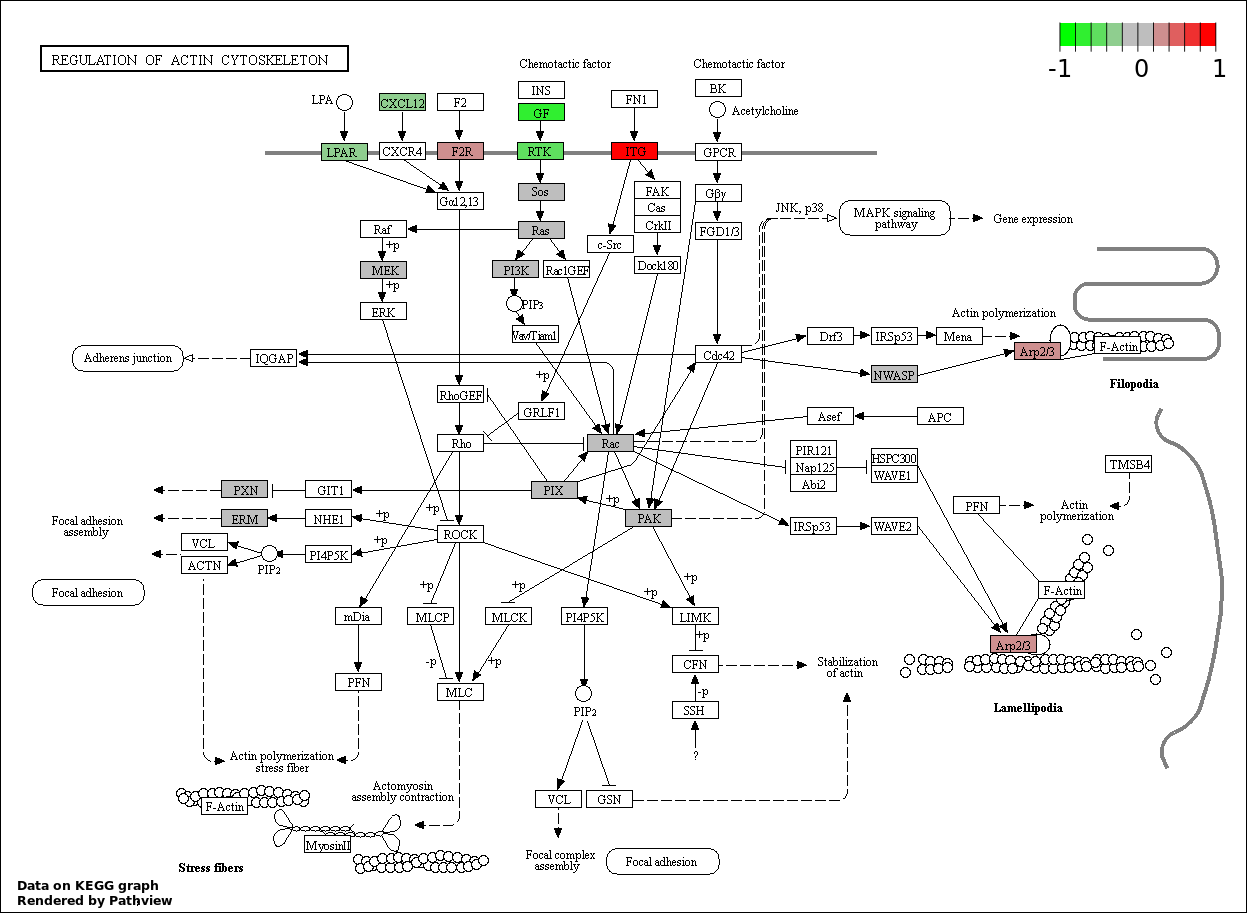 REGULATION OF ACTIN CYTOSKELETON
-1 0 1
Chemotactic factor
Chemotactic factor
LPA
CXCL12
F2
INS
GF
FN1
BK
Acetylcholine
LPAR
CXCR4
F2R
RTK
ITG
GPCR
Gα12,13
Sos
FAK
Cas
CrkII
Gβγ
Raf
Ras
c-Src
FGD1/3
JNK, p38
MAPK signaling
pathway
Gene expression
+p
MEK
PI3K
Rac1GEF
Dock180
+p
ERK
PIP3
Vav/Tiam1
Actin polymerization
Drf3
IRSp53
Mena
Adherens junction
IQGAP
Cdc42
Arp2/3
F-Actin
NWASP
Filopodia
+p
RhoGEF
GRLF1
Asef
APC
Rho
Rac
PIR121
Nap125
Abi2
HSPC300
WAVE1
TMSB4
PXN
GIT1
PIX
+p
PAK
PFN
Actin
polymerization
Focal adhesion
assembly
ERM
NHE1
+p
+p
IRSp53
WAVE2
ROCK
VCL
ACTN
PIP2
PI4P5K
+p
Focal adhesion
+p
+p
+p
+p
F-Actin
mDia
MLCP
MLCK
PI4P5K
LIMK
+p
Arp2/3
-p
+p
CFN
Stabilization
of actin
PFN
MLC
-p
PIP2
SSH
Lamellipodia
?
Actin polymerization
stress fiber
Actomyosin
assembly contraction
F-Actin
VCL
GSN
MyosinII
Stress fibers
Focal complex
assembly
Focal adhesion
Data on KEGG graph
Rendered by Pathview